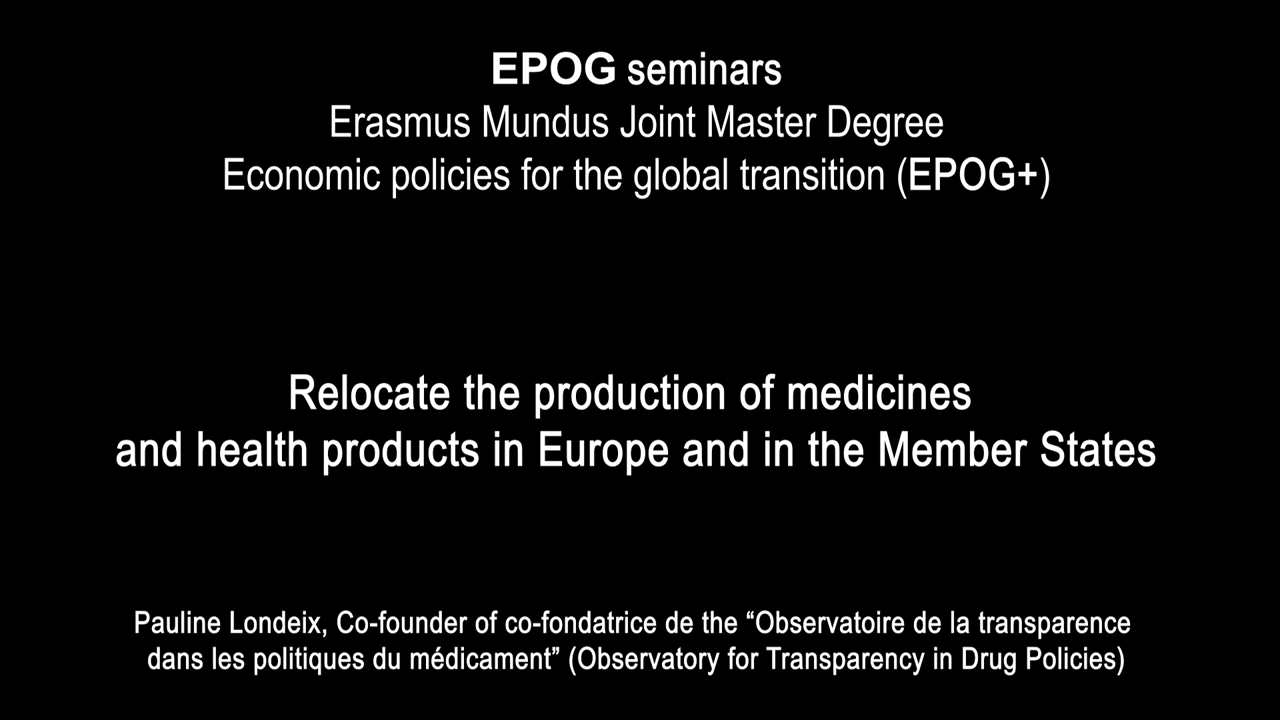 EPOG seminars
Erasmus Mundus Joint Master Degree
Economic policies for the global transition (EPOG+)
Relocate the production of medicines
and health products in Europe and in the Member States
Pauline Londeix, Co-founder of co-fondatrice de the “Observatoire de la transparence
dans les politiques du médicament” (Observatory for Transparency in Drug Policies)